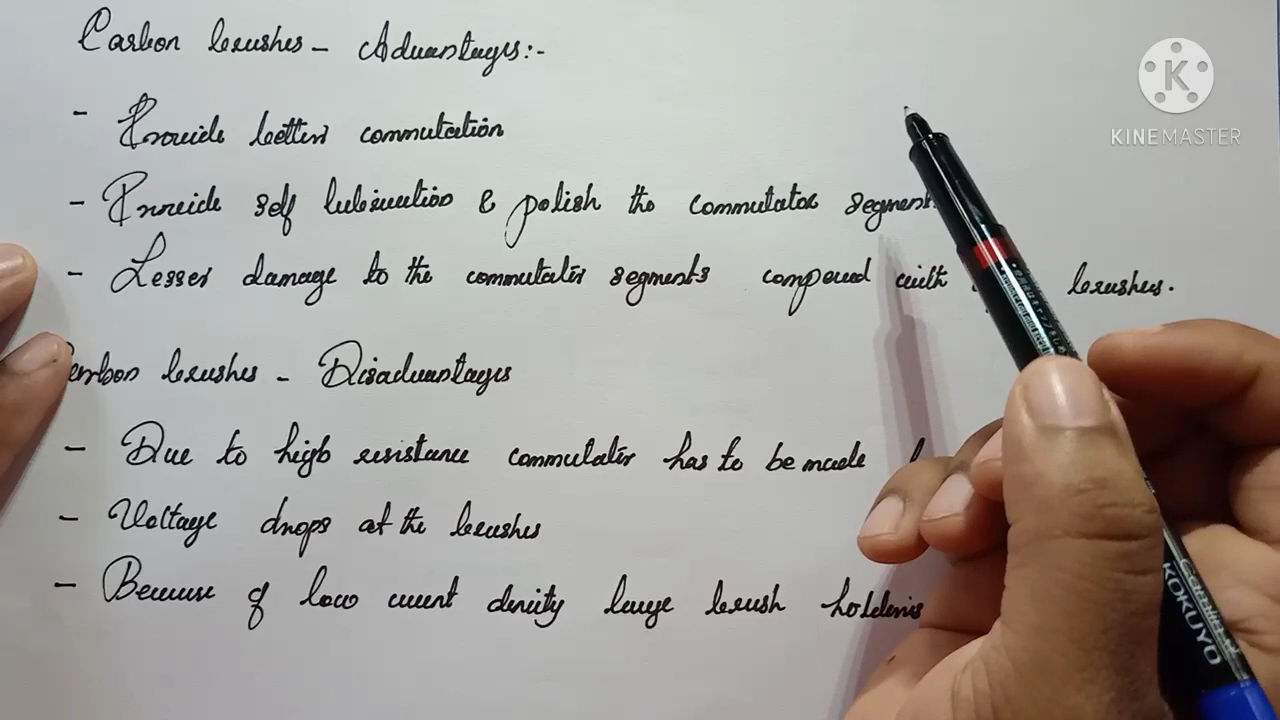 Carbon brushes - Advantages:-
- Provide better commutation
- Provide self lubrication & polish the commutator segment
- Lesser damage to the commutator segments compared with brushes.
Carbon brushes - Disadvantages
- Due to high resistance commutator has to be made
- Voltage drops at the brushes
- Because of low current density large brush holders
K
KINEMASTER
KOKUYO